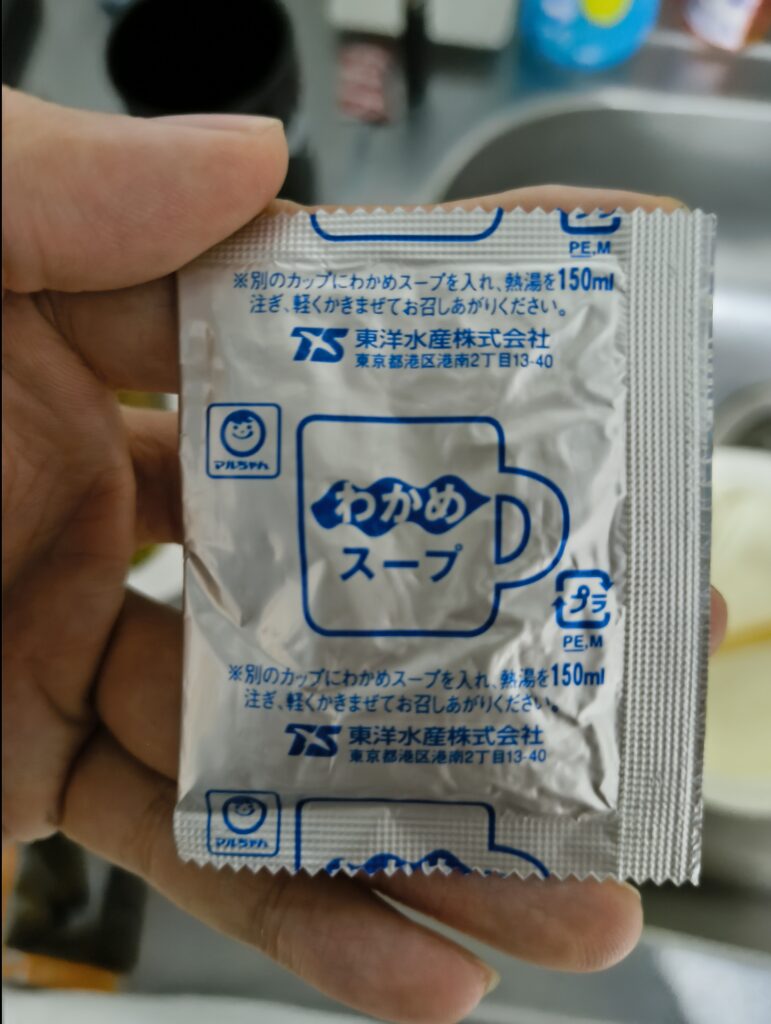 PE,M
※別のカップにわかめスープを入れ、熱湯を150ml
注ぎ、軽くかきまぜてお召しあがりください。
TS 東洋水産株式会社
東京都港区港南2丁目13-40
マルちゃん
わかめ
スープ
プラ
PE,M
※別のカップにわかめスープを入れ、熱湯を150ml
注ぎ、軽くかきまぜてお召しあがりください。
TS 東洋水産株式会社
東京都港区港南2丁目13-40
マルちゃん